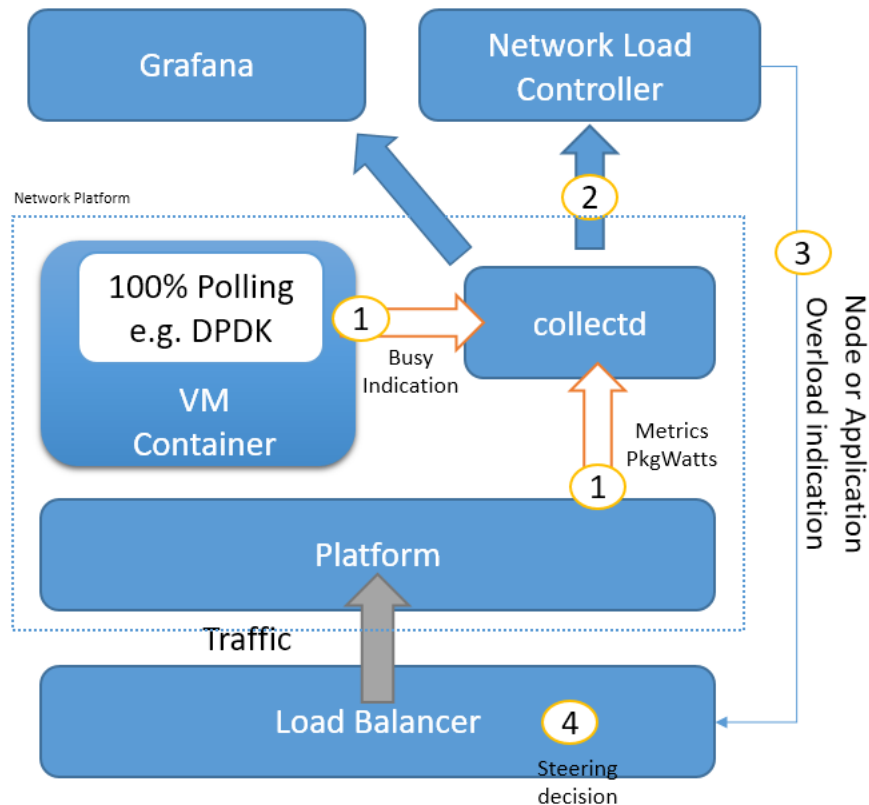 Grafana
Network Load
Controller
2
3
Network Platform
100% Polling
e.g. DPDK
VM
Container
1
Busy
Indication
collectd
Metrics
PkgWatts
1
Node or Application
Overload indication
Platform
Traffic
Load Balancer
4
Steering
decision